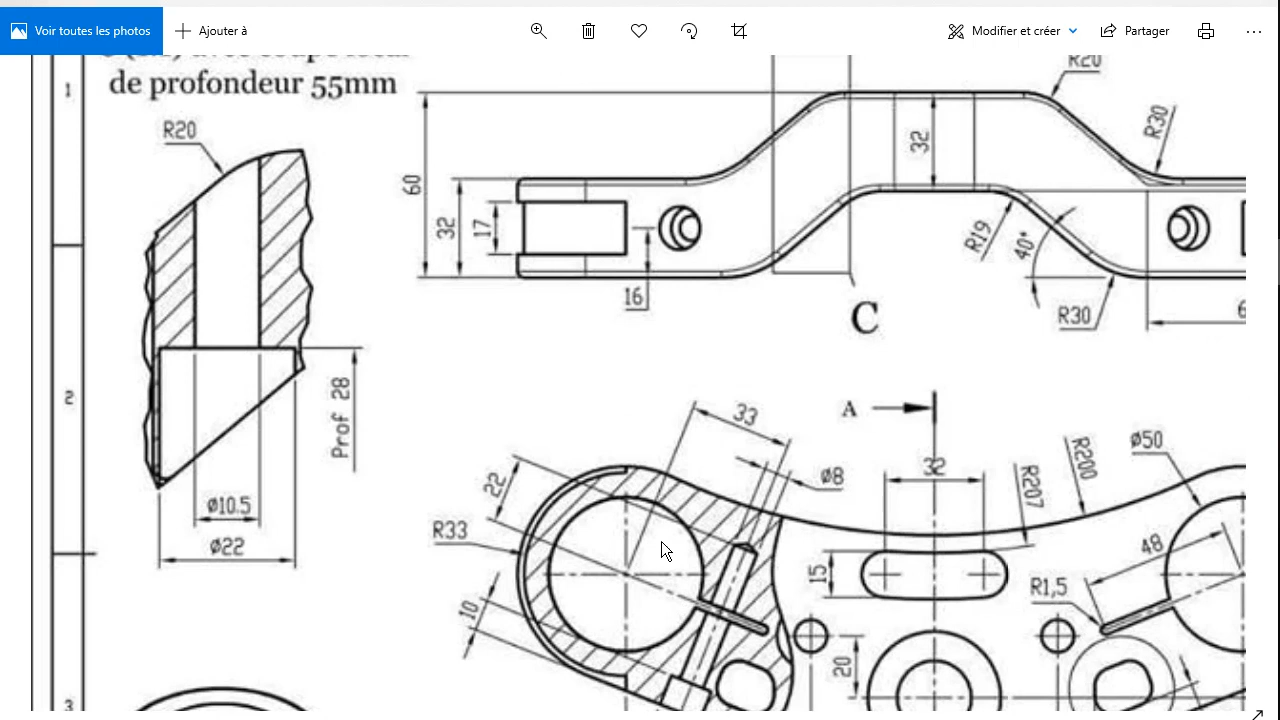 Voir toutes les photos
Ajouter à
Modifier et créer
Partager
de profondeur 55mm
1
R20
R20
R30
60
32
17
32
16
R19
40°
R30
6
C
2
Prof 28
Ø10.5
Ø22
A
33
Ø8
22
R33
10
32
R207
R200
Ø50
15
48
R1,5
20
3